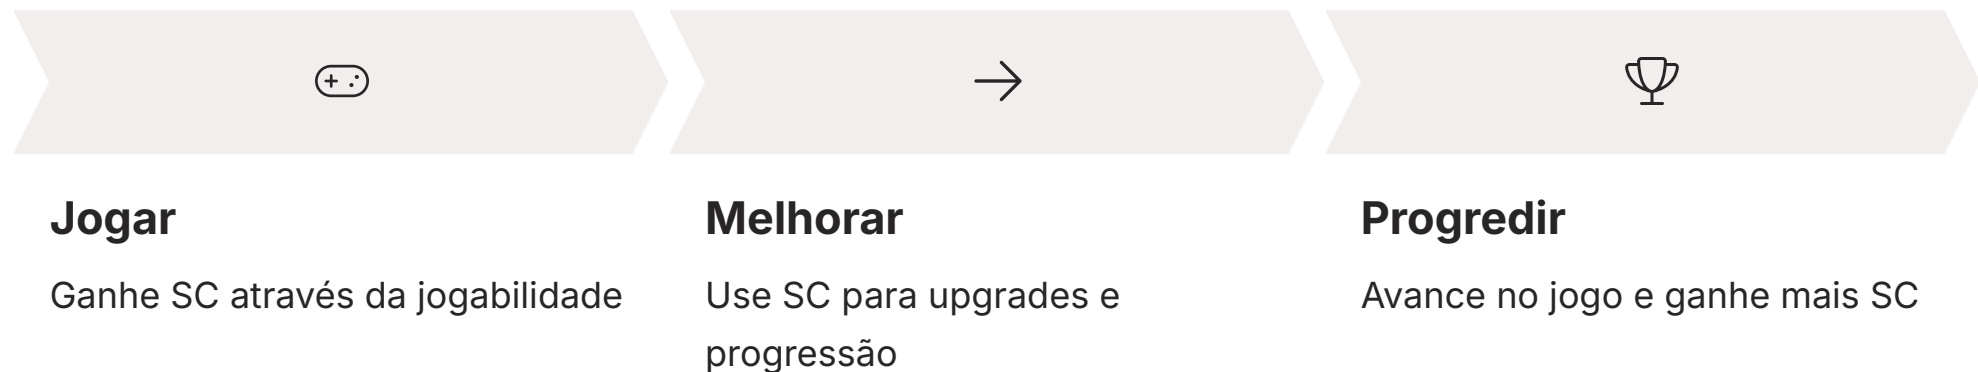 Jogar
Ganhe SC através da jogabilidade
Melhorar
Use SC para upgrades e
progressão
Progredir
Avance no jogo e ganhe mais SC